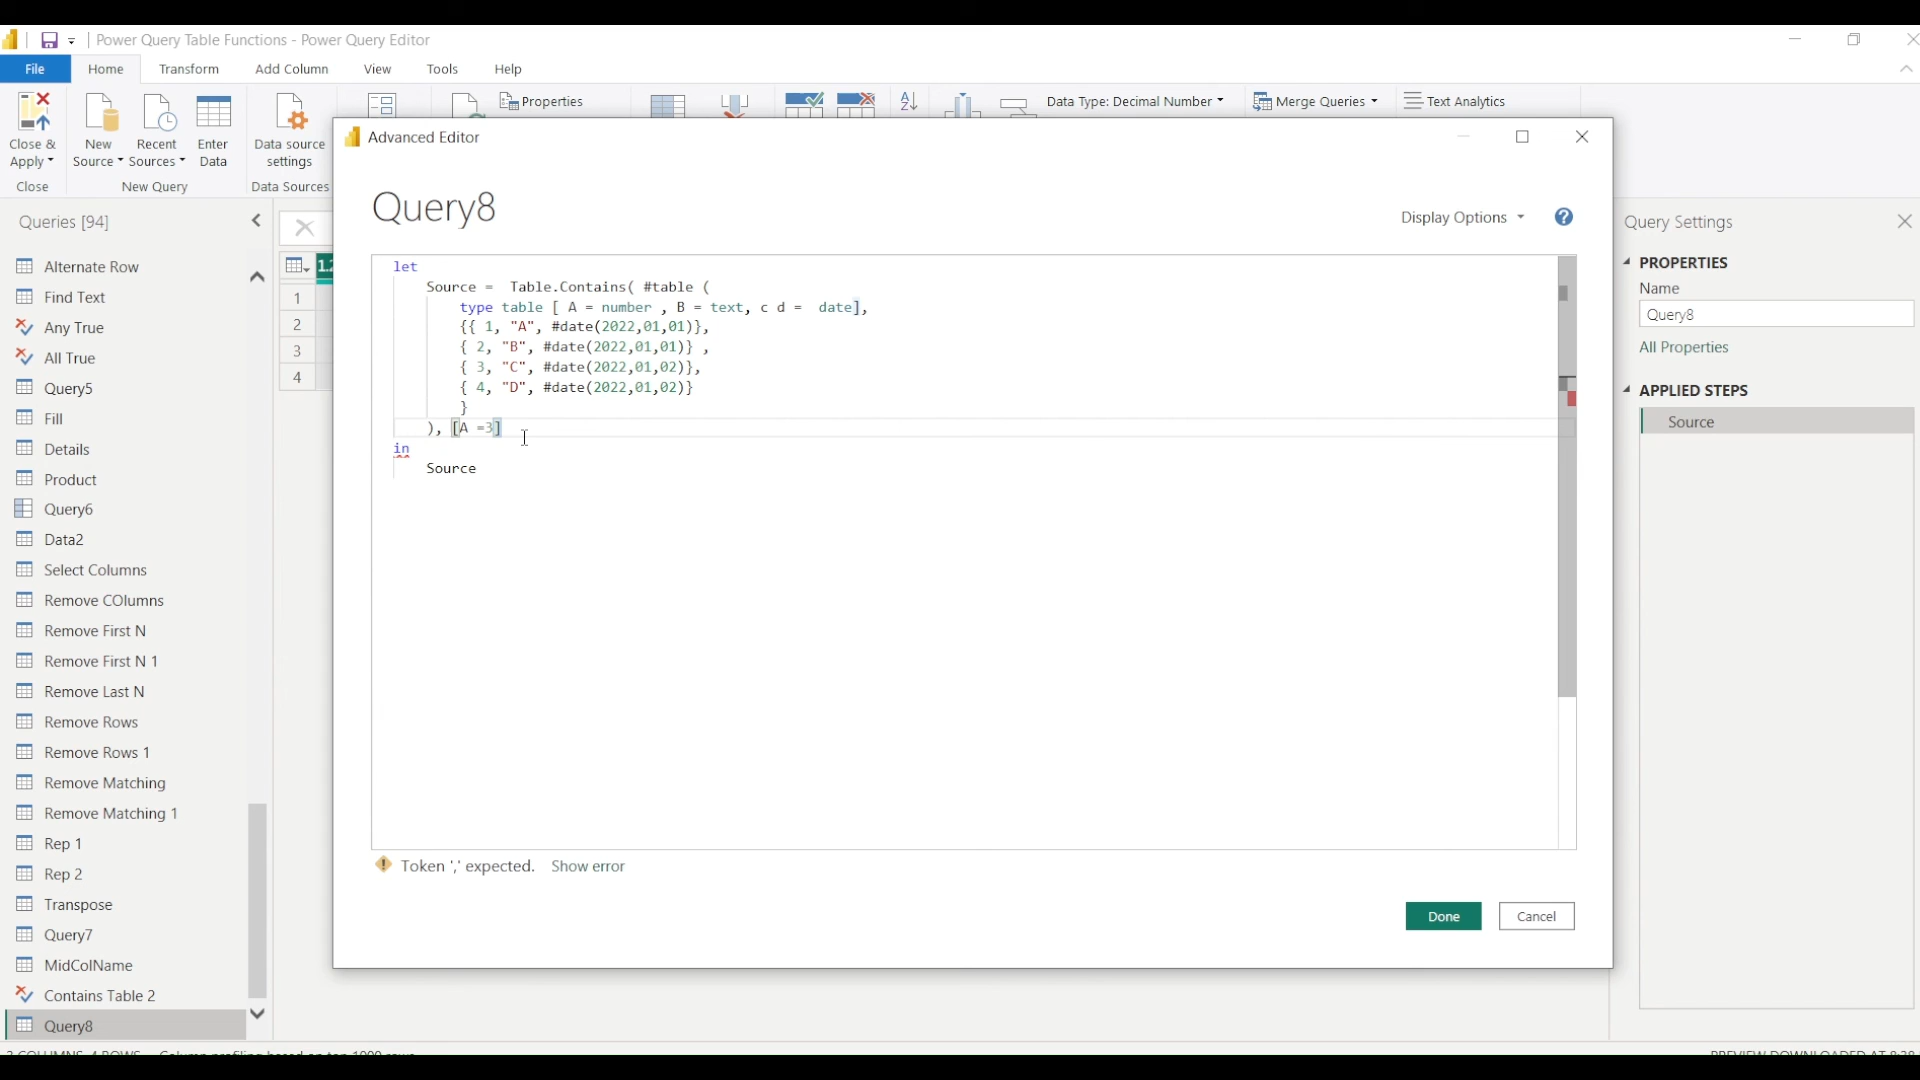 Power Query Table Functions - Power Query Editor
File Home Transform Add Column View Tools Help
Close & Apply
New Source
Recent Sources
Enter Data
Data source settings
Properties
Data Type: Decimal Number
Merge Queries
Text Analytics
Close
New Query
Data Sources
Queries [94]
Alternate Row
Find Text
Any True
All True
Query5
Fill
Details
Product
Query6
Data2
Select Columns
Remove COlumns
Remove First N
Remove First N 1
Remove Last N
Remove Rows
Remove Rows 1
Remove Matching
Remove Matching 1
Rep 1
Rep 2
Transpose
Query7
MidColName
Contains Table 2
Query8
1
2
3
4
Advanced Editor
Query8
Display Options
let
Source = Table.Contains( #table (
type table [ A = number , B = text, c d = date],
{{ 1, "A", #date(2022,01,01)},
{ 2, "B", #date(2022,01,01)} ,
{ 3, "C", #date(2022,01,02)},
{ 4, "D", #date(2022,01,02)}
}
), [A =3]
in
Source
Token ',' expected. Show error
Done Cancel
Query Settings
PROPERTIES
Name
Query8
All Properties
APPLIED STEPS
Source